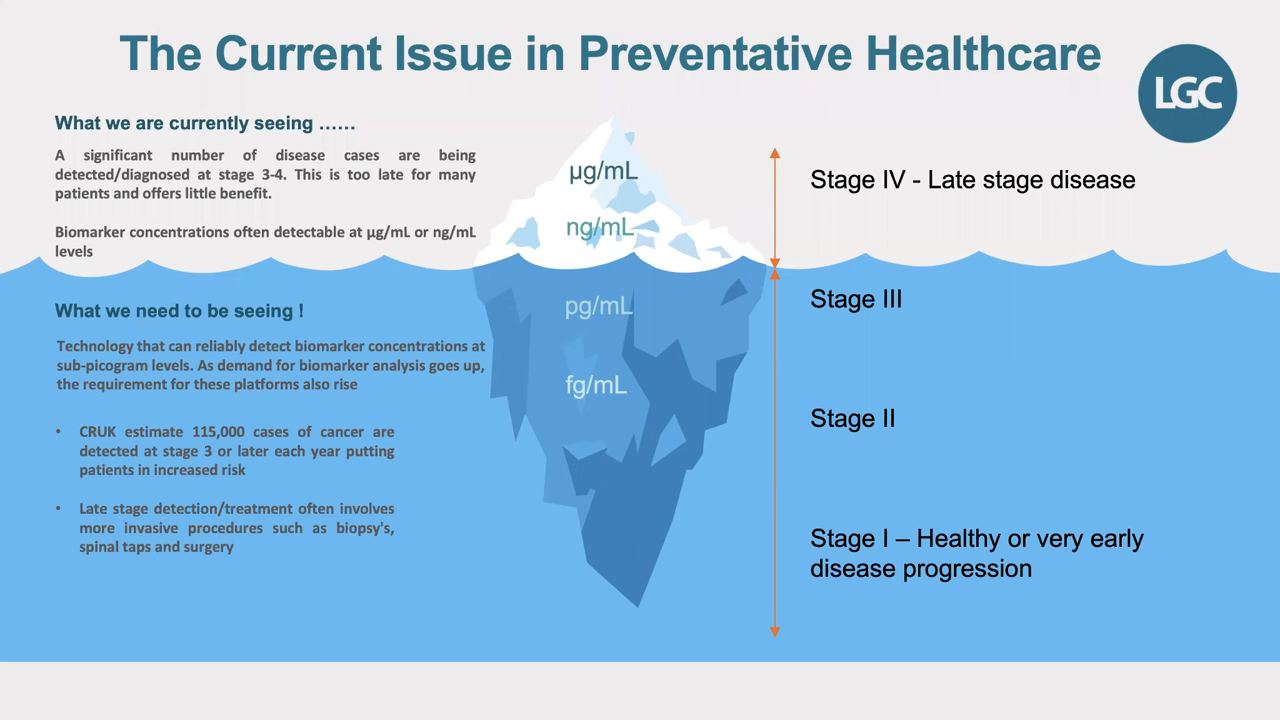 The Current Issue in Preventative Healthcare
LGC
What we are currently seeing ……
A significant number of disease cases are being
detected/diagnosed at stage 3-4. This is too late for many
patients and offers little benefit.
Biomarker concentrations often detectable at µg/mL or ng/mL
levels
What we need to be seeing !
Technology that can reliably detect biomarker concentrations at
sub-picogram levels. As demand for biomarker analysis goes up,
the requirement for these platforms also rise
• CRUK estimate 115,000 cases of cancer are
detected at stage 3 or later each year putting
patients in increased risk
• Late stage detection/treatment often involves
more invasive procedures such as biopsy's,
spinal taps and surgery
µg/mL
ng/mL
pg/mL
fg/mL
Stage IV - Late stage disease
Stage III
Stage II
Stage I – Healthy or very early
disease progression